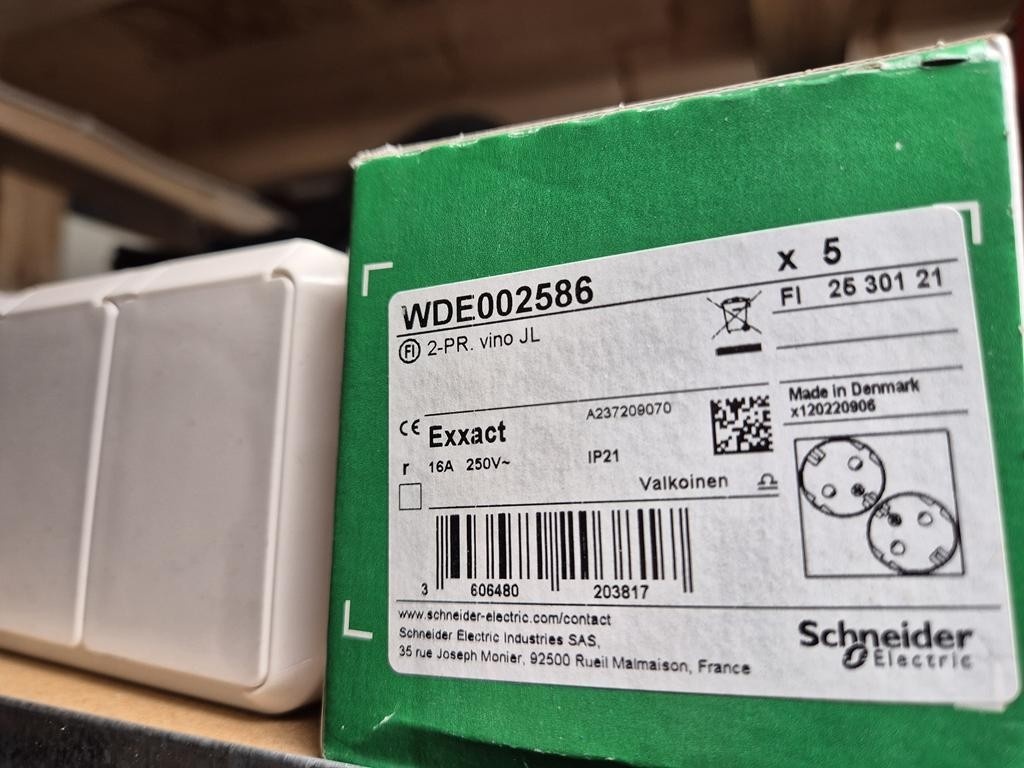 WDE002586
x 5
FI 2-PR. vino JL
FI 26 301 21
Made in Denmark
x120220906
CE Exxact
A237209070
r 16A 250V~
IP21
Valkoinen
3 606480 203817
www.schneider-electric.com/contact
Schneider Electric Industries SAS,
35 rue Joseph Monier, 92500 Rueil Malmaison, France
Schneider
Electric